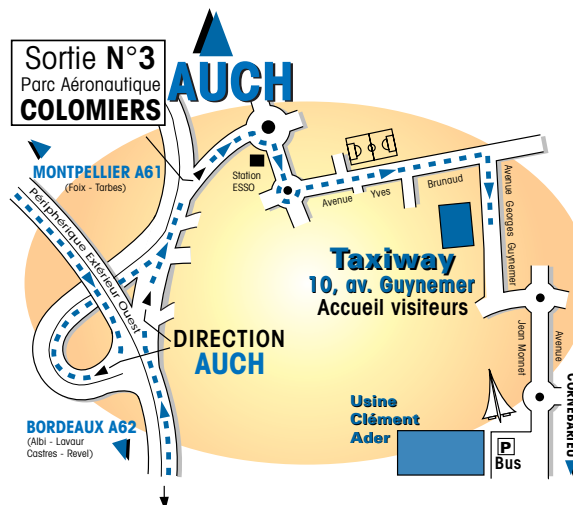 Sortie N°3
Parc Aéronautique
COLOMIERS
AUCH
MONTPELLIER A61
(Foix - Tarbes)
Station
ESSO
Avenue Yves Brunaud
Avenue Georges Guynemer
Périphérique Extérieur Ouest
Taxiway
10, av. Guynemer
Accueil visiteurs
DIRECTION
AUCH
Avenue
Jean Monnet
CORNEBARIEU
BORDEAUX A62
(Albi - Lavaur
Castres - Revel)
Usine
Clément
Ader
P
Bus